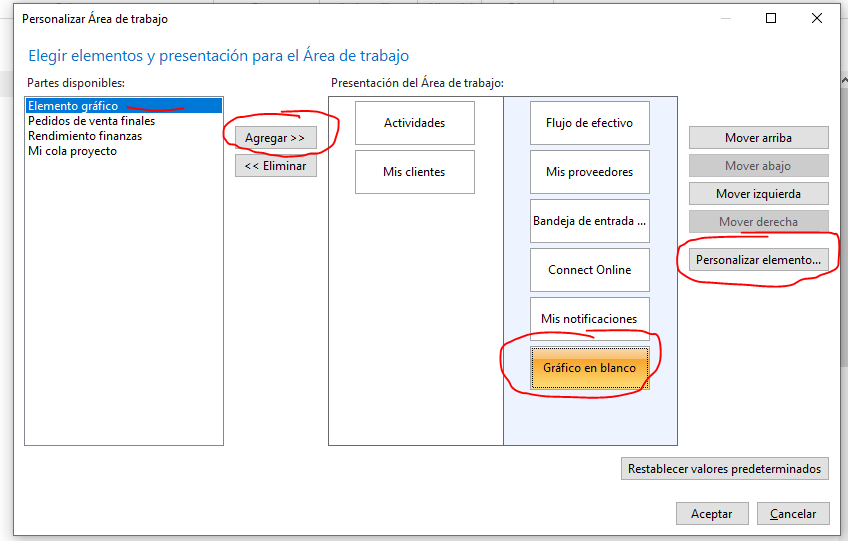 Personalizar Área de trabajo
Elegir elementos y presentación para el Área de trabajo
Partes disponibles:
Elemento gráfico
Pedidos de venta finales
Rendimiento finanzas
Mi cola proyecto
Agregar >>
<< Eliminar
Presentación del Área de trabajo:
Actividades
Mis clientes
Flujo de efectivo
Mis proveedores
Bandeja de entrada ...
Connect Online
Mis notificaciones
Gráfico en blanco
Mover arriba
Mover abajo
Mover izquierda
Mover derecha
Personalizar elemento...
Restablecer valores predeterminados
Aceptar
Cancelar